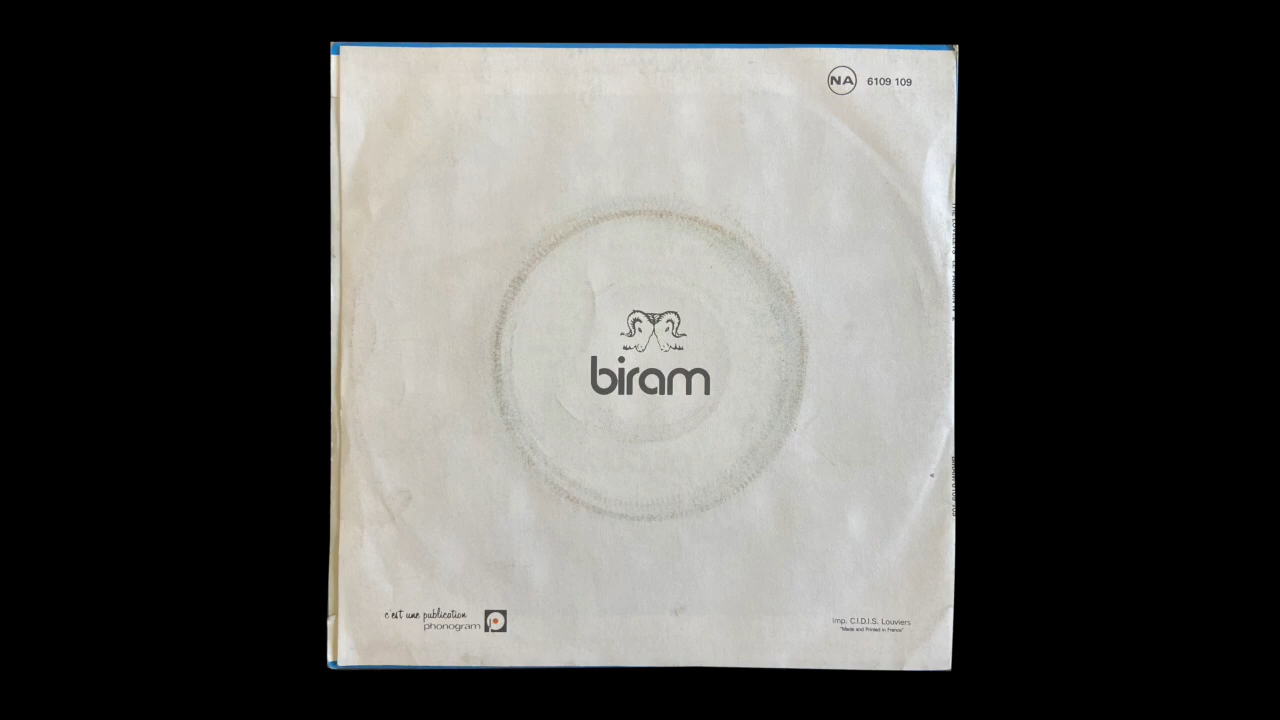 NA 6109 109
biram
c'est une publication
phonogram
Imp. C.I.D.I.S. Louviers
"Made and Printed in France"